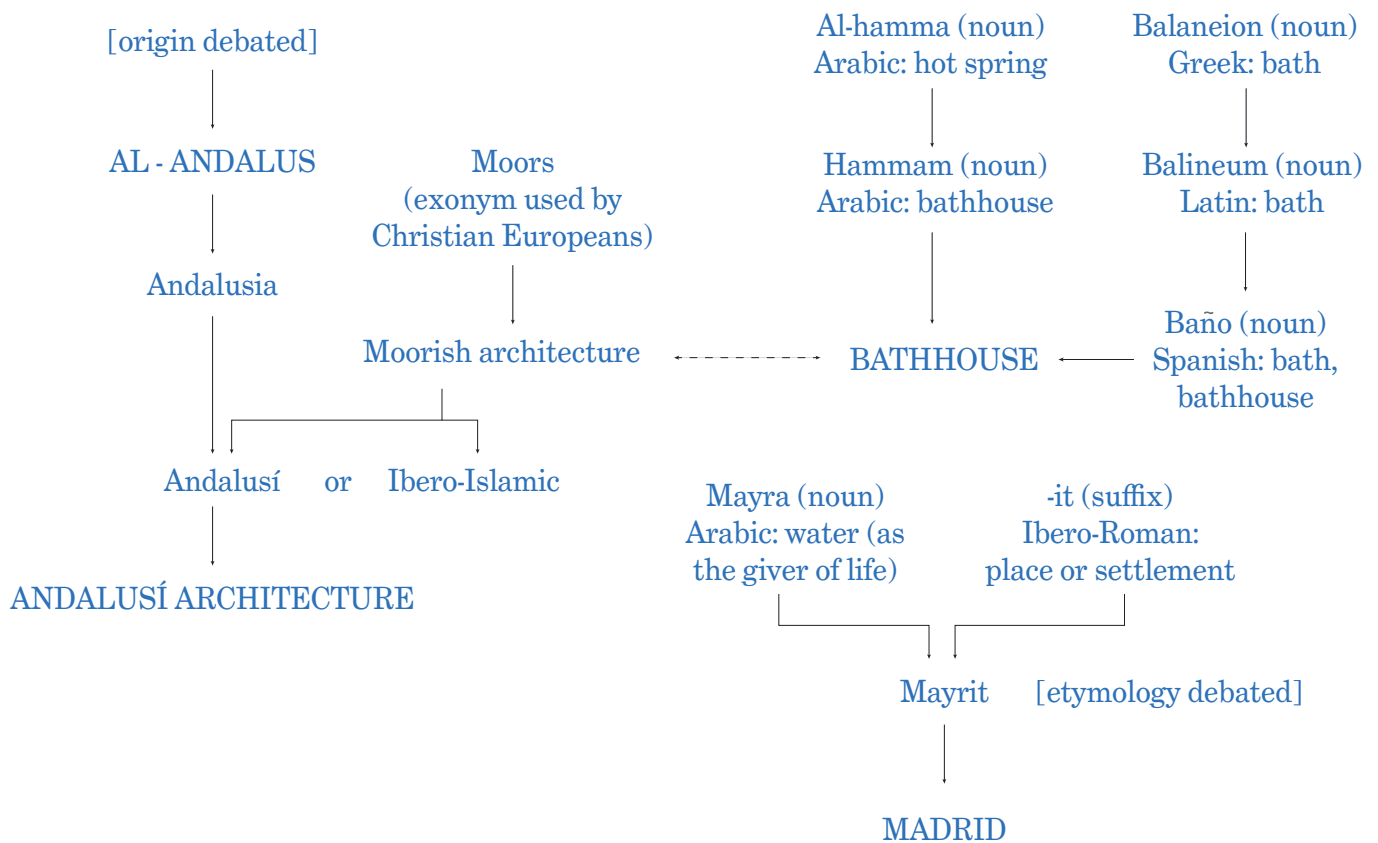 [origin debated]
AL - ANDALUS
Andalusia
Moors
(exonym used by
Christian Europeans)
Moorish architecture
Andalusí or Ibero-Islamic
ANDALUSÍ ARCHITECTURE
Al-hamma (noun)
Arabic: hot spring
Hammam (noun)
Arabic: bathhouse
BATHHOUSE
Balaneion (noun)
Greek: bath
Balineum (noun)
Latin: bath
Baño (noun)
Spanish: bath,
bathhouse
Mayra (noun)
Arabic: water (as
the giver of life)
-it (suffix)
Ibero-Roman:
place or settlement
Mayrit [etymology debated]
MADRID